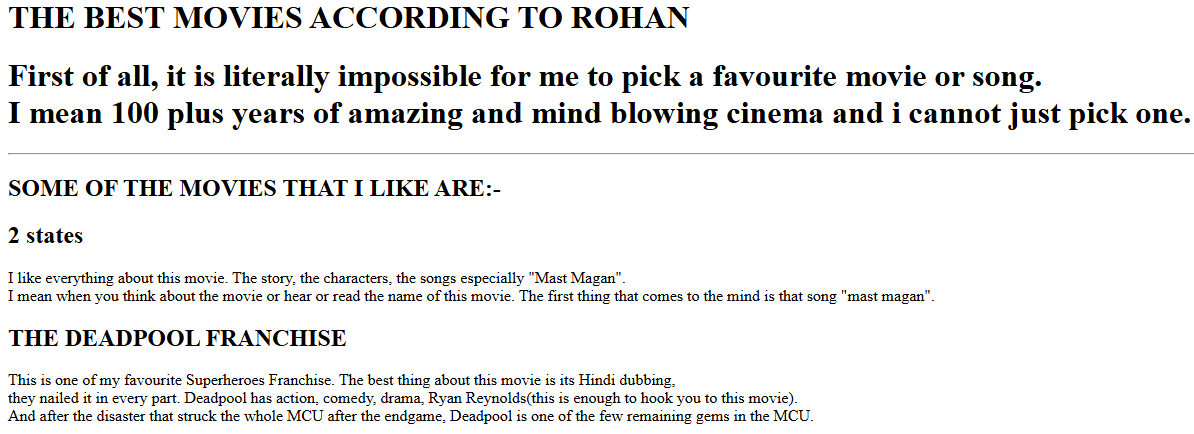 THE BEST MOVIES ACCORDING TO ROHAN
First of all, it is literally impossible for me to pick a favourite movie or song.
I mean 100 plus years of amazing and mind blowing cinema and i cannot just pick one.
SOME OF THE MOVIES THAT I LIKE ARE:-
2 states
I like everything about this movie. The story, the characters, the songs especially "Mast Magan".
I mean when you think about the movie or hear or read the name of this movie. The first thing that comes to the mind is that song "mast magan".
THE DEADPOOL FRANCHISE
This is one of my favourite Superheroes Franchise. The best thing about this movie is its Hindi dubbing,
they nailed it in every part. Deadpool has action, comedy, drama, Ryan Reynolds(this is enough to hook you to this movie).
And after the disaster that struck the whole MCU after the endgame, Deadpool is one of the few remaining gems in the MCU.